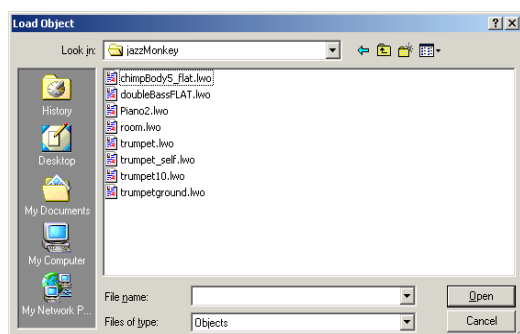 Load Object
Look in: jazzMonkey
History
Desktop
My Documents
My Computer
My Network P...
chimpBody5_flat.lwo
doubleBassFLAT.lwo
Piano2.lwo
room.lwo
trumpet.lwo
trumpet_self.lwo
trumpet10.lwo
trumpetground.lwo
File name:
Open
Files of type: Objects
Cancel